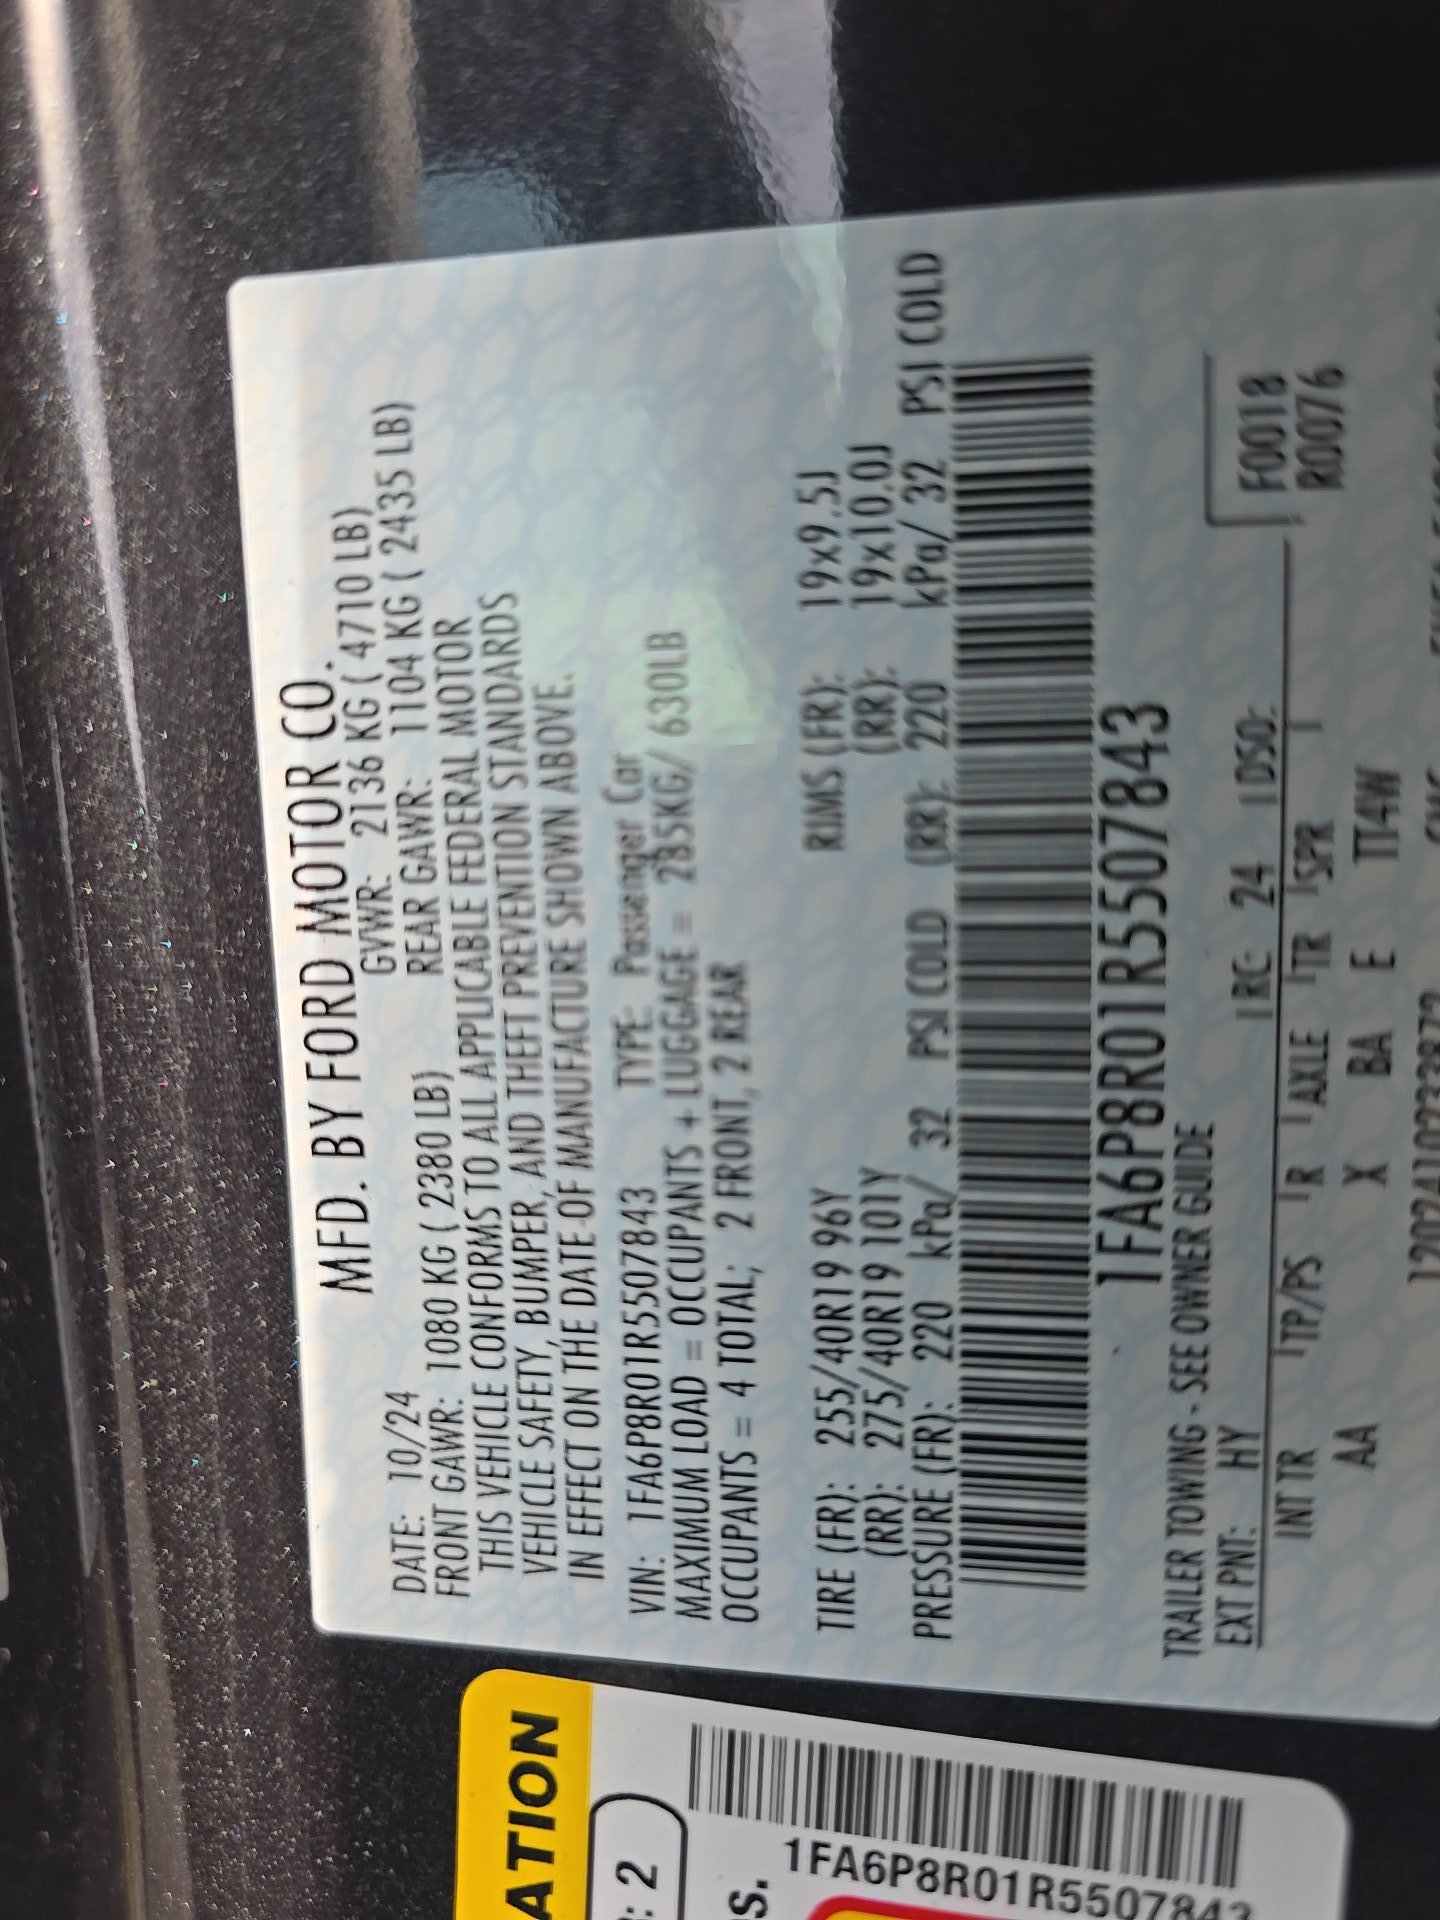 MFD. BY FORD MOTOR CO.
DATE: 10/24 GVWR: 2136 KG ( 4710 LB)
FRONT GAWR: 1080 KG ( 2380 LB) REAR GAWR: 1104 KG ( 2435 LB)
THIS VEHICLE CONFORMS TO ALL APPLICABLE FEDERAL MOTOR
VEHICLE SAFETY, BUMPER, AND THEFT PREVENTION STANDARDS
IN EFFECT ON THE DATE OF MANUFACTURE SHOWN ABOVE.
VIN: 1FA6P8R01R5507843 TYPE: Passenger Car
MAXIMUM LOAD = OCCUPANTS + LUGGAGE = 285KG/ 630LB
OCCUPANTS = 4 TOTAL; 2 FRONT, 2 REAR
TIRE (FR): 255/40R19 96Y RIMS (FR): 19x9.5J
(RR): 275/40R19 101Y (RR): 19x10.0J
PRESSURE (FR): 220 kPa/ 32 PSI COLD (RR): 220 kPa/ 32 PSI COLD
1FA6P8R01R5507843
TRAILER TOWING - SEE OWNER GUIDE
EXT PNT: HY RC: 24 DSO:
F0018
R0076
INT TR TP/PS R AXLE TR SPR
AA X BA E TT4W
ATION
: 2
1FA6P8R01R5507843